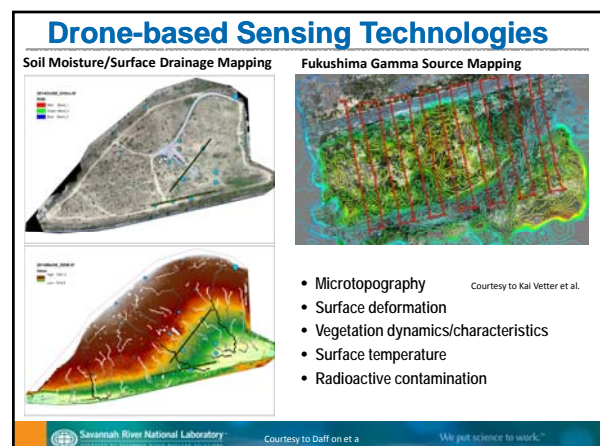 Drone-based Sensing Technologies
Soil Moisture/Surface Drainage Mapping
Fukushima Gamma Source Mapping
• Microtopography
Courtesy to Kai Vetter et al.
• Surface deformation
• Vegetation dynamics/characteristics
• Surface temperature
• Radioactive contamination
Savannah River National Laboratory
Courtesy to Daff on et a
We put science to work.™